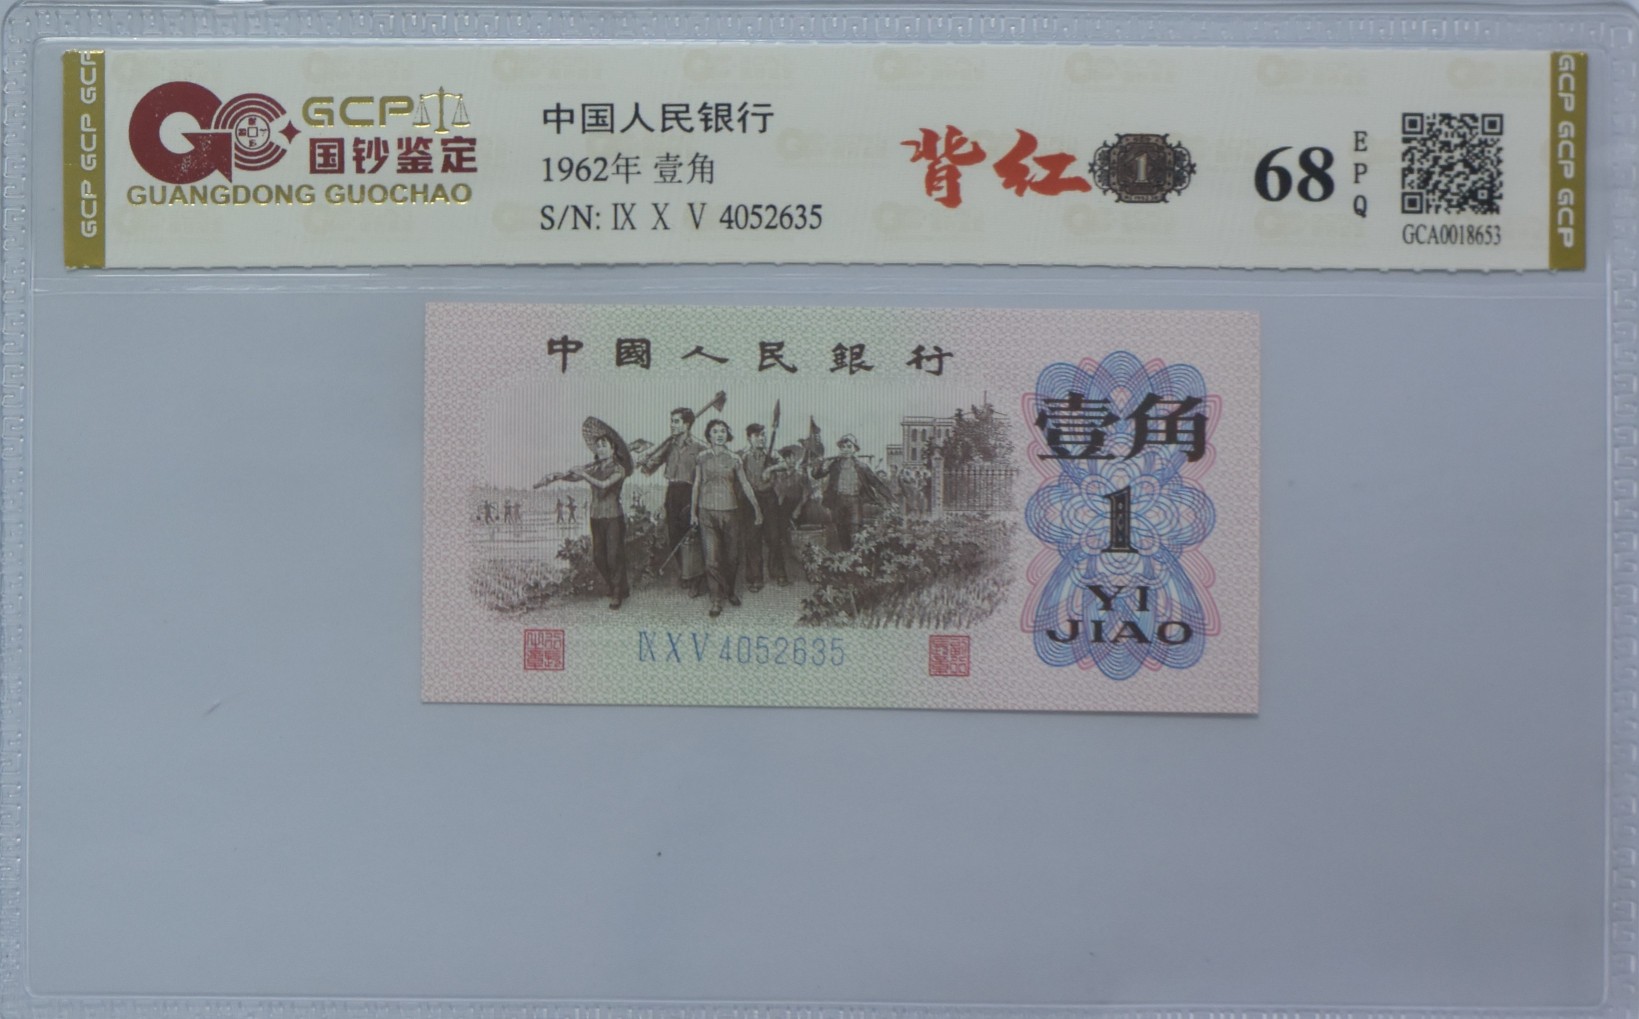 GCP
国钞鉴定
GUANGDONG GUOCHAO
中国人民银行
1962年 壹角
S/N: Ⅸ Ⅹ Ⅴ 4052635
背红
1
68
EPQ
GCA0018653
GCP GCP GCP
GCP GCP GCP
中國人民銀行
壹角
1
YI
JIAO
ⅨⅩⅤ4052635